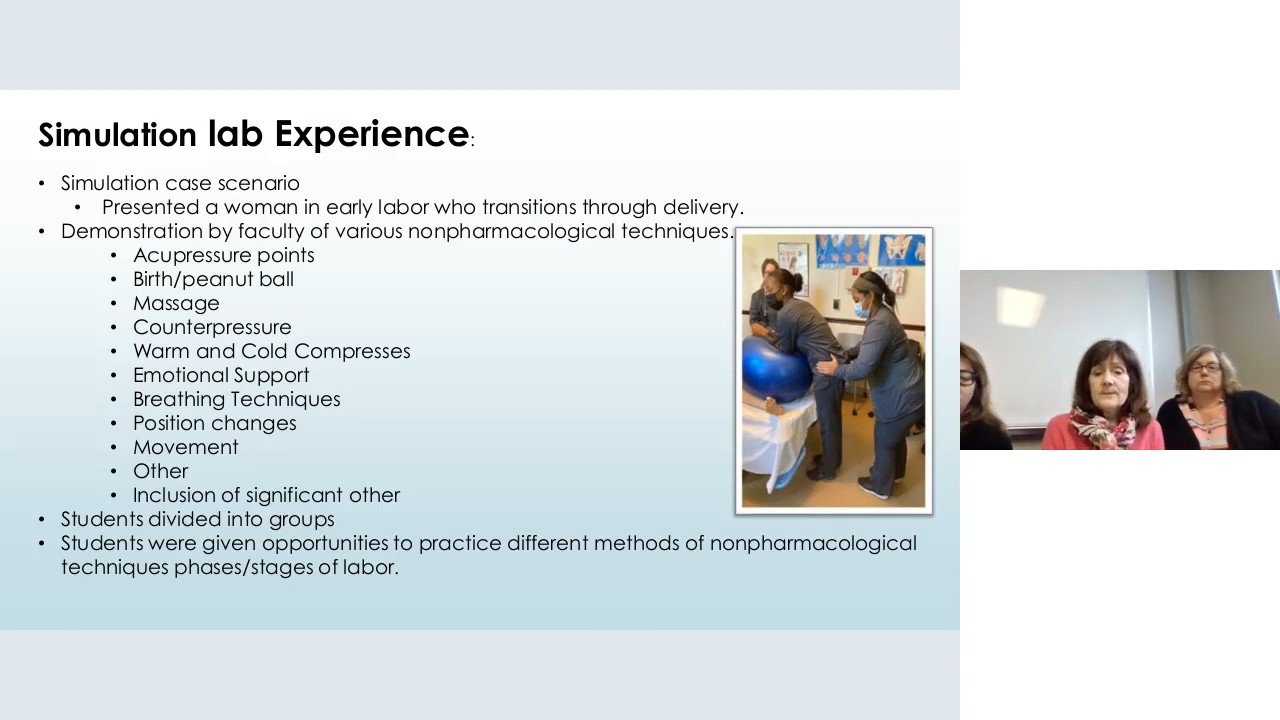 Simulation lab Experience:
• Simulation case scenario
• Presented a woman in early labor who transitions through delivery.
• Demonstration by faculty of various nonpharmacological techniques.
• Acupressure points
• Birth/peanut ball
• Massage
• Counterpressure
• Warm and Cold Compresses
• Emotional Support
• Breathing Techniques
• Position changes
• Movement
• Other
• Inclusion of significant other
• Students divided into groups
• Students were given opportunities to practice different methods of nonpharmacological
techniques phases/stages of labor.